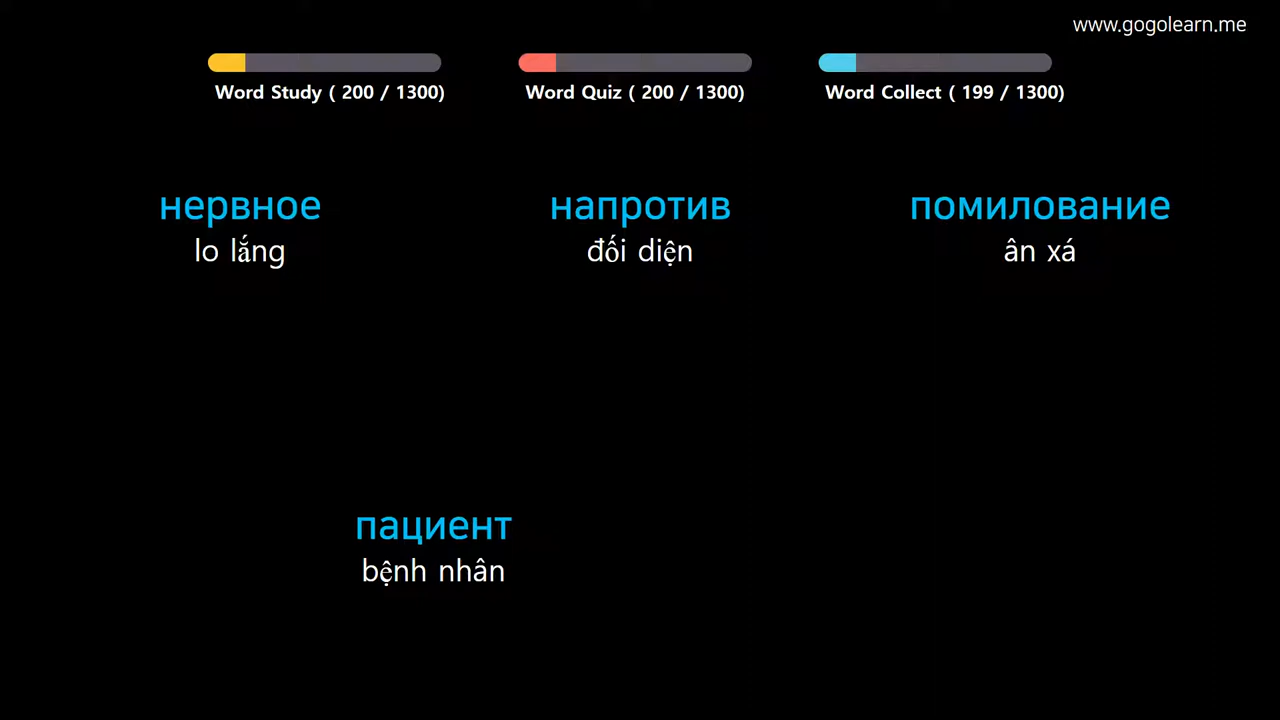 www.gogolearn.me
Word Study ( 200 / 1300)
Word Quiz ( 200 / 1300)
Word Collect ( 199 / 1300)
нервное
lo lắng
напротив
đối diện
помилование
ân xá
пациент
bệnh nhân